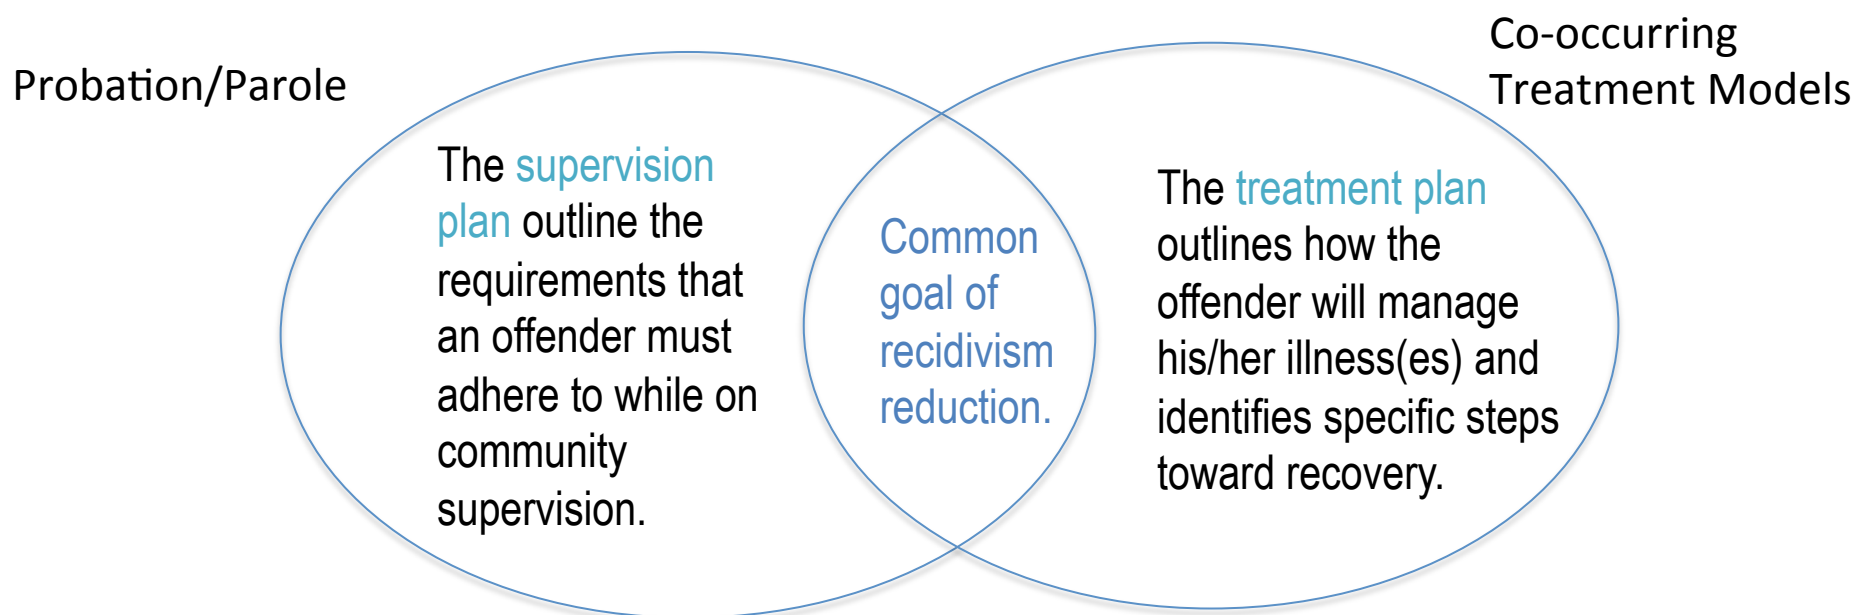 Probation/Parole
Co-occurring
Treatment Models
The supervision
plan outline the
requirements that
an offender must
adhere to while on
community
supervision.
Common
goal of
recidivism
reduction.
The treatment plan
outlines how the
offender will manage
his/her illness(es) and
identifies specific steps
toward recovery.